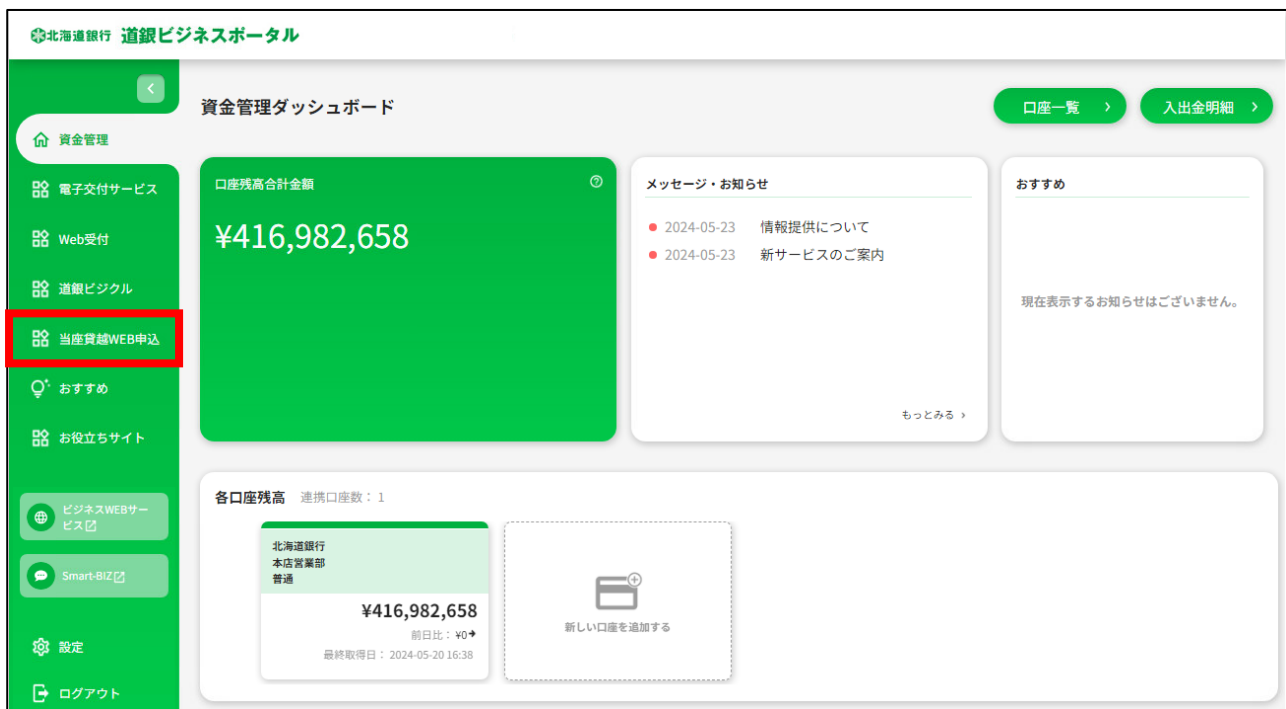 北海道銀行 道銀ビジネスポータル
資金管理
電子交付サービス
Web受付
道銀ビジクル
当座貸越WEB申込
おすすめ
お役立ちサイト
ビジネスWEBサー
ビス
Smart-BIZ
設定
ログアウト
資金管理ダッシュボード
口座一覧
入出金明細
口座残高合計金額
¥416,982,658
メッセージ・お知らせ
2024-05-23 情報提供について
2024-05-23 新サービスのご案内
もっとみる
おすすめ
現在表示するお知らせはございません。
各口座残高 連携口座数: 1
北海道銀行
本店営業部
普通
¥416,982,658
前日比: ¥0
最終取得日: 2024-05-20 16:38
新しい口座を追加する